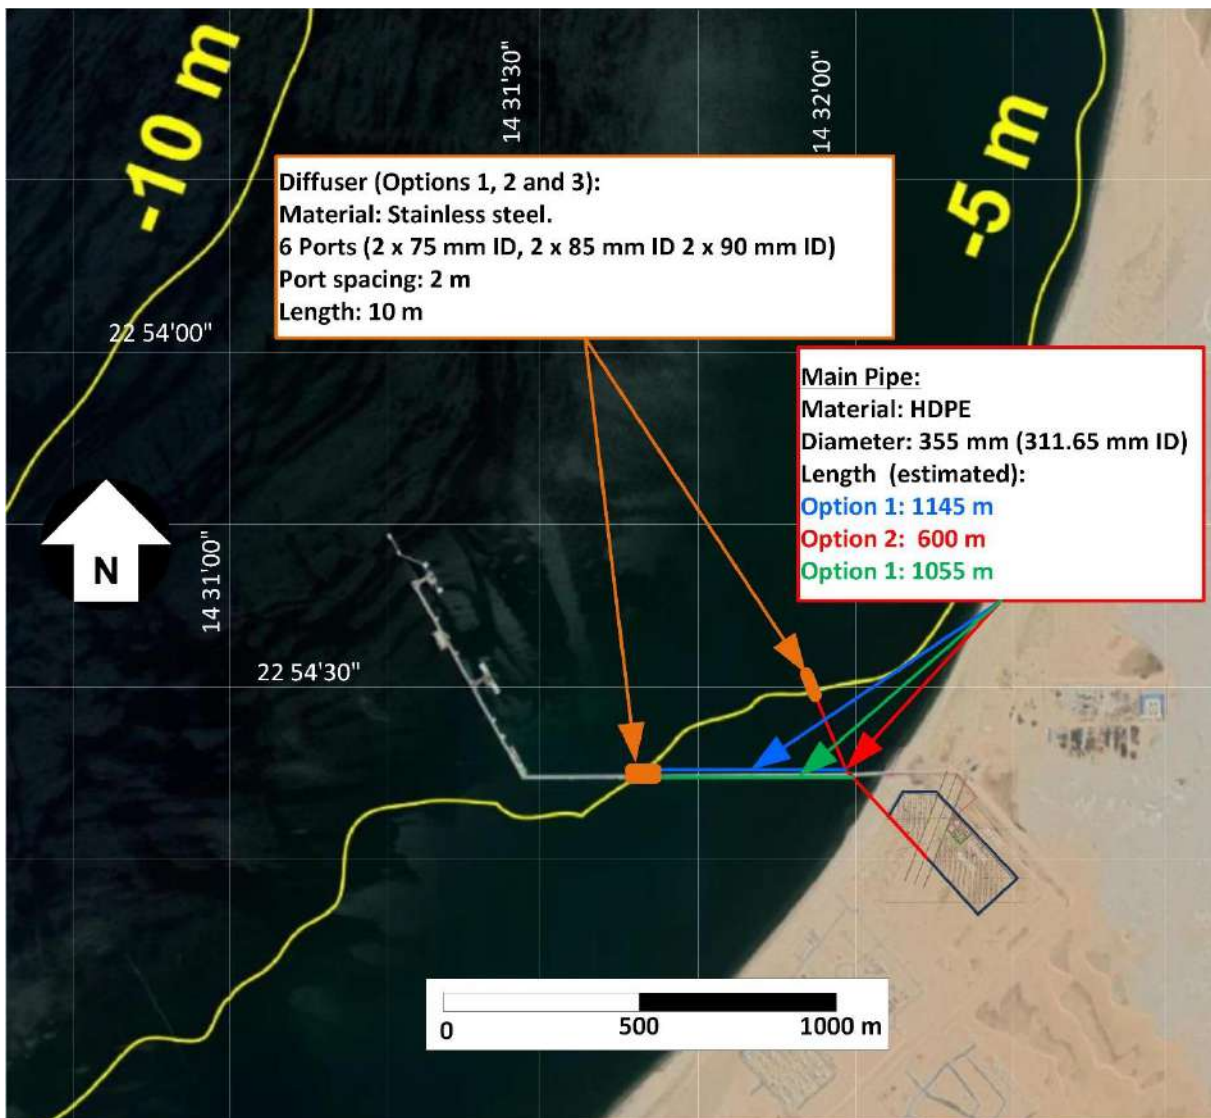 -10 m
14 31'30"
14 32'00"
-5 m
Diffuser (Options 1, 2 and 3):
Material: Stainless steel.
6 Ports (2 x 75 mm ID, 2 x 85 mm ID 2 x 90 mm ID)
Port spacing: 2 m
Length: 10 m
22 54'00"
Main Pipe:
Material: HDPE
Diameter: 355 mm (311.65 mm ID)
Length (estimated):
Option 1: 1145 m
Option 2: 600 m
Option 1: 1055 m
N
14 31'00"
22 54'30"
0 500 1000 m